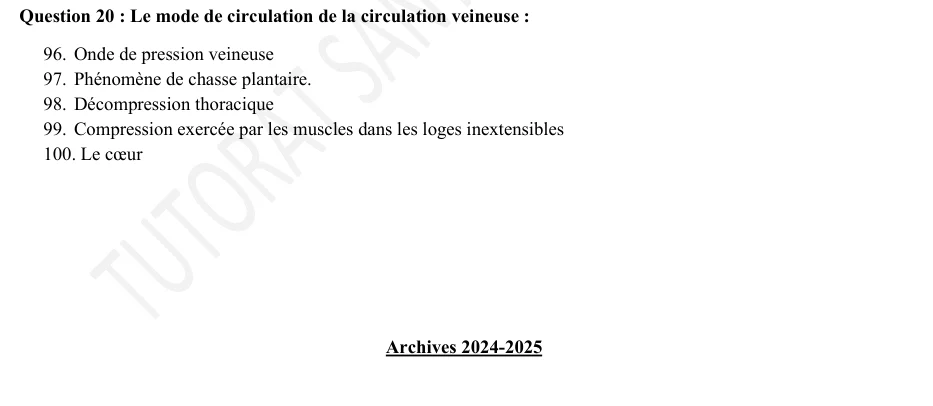 Question 20 : Le mode de circulation de la circulation veineuse :
96. Onde de pression veineuse
97. Phénomène de chasse plantaire.
98. Décompression thoracique
99. Compression exercée par les muscles dans les loges inextensibles
100. Le cœur
TUTORAT SAN
Archives 2024-2025